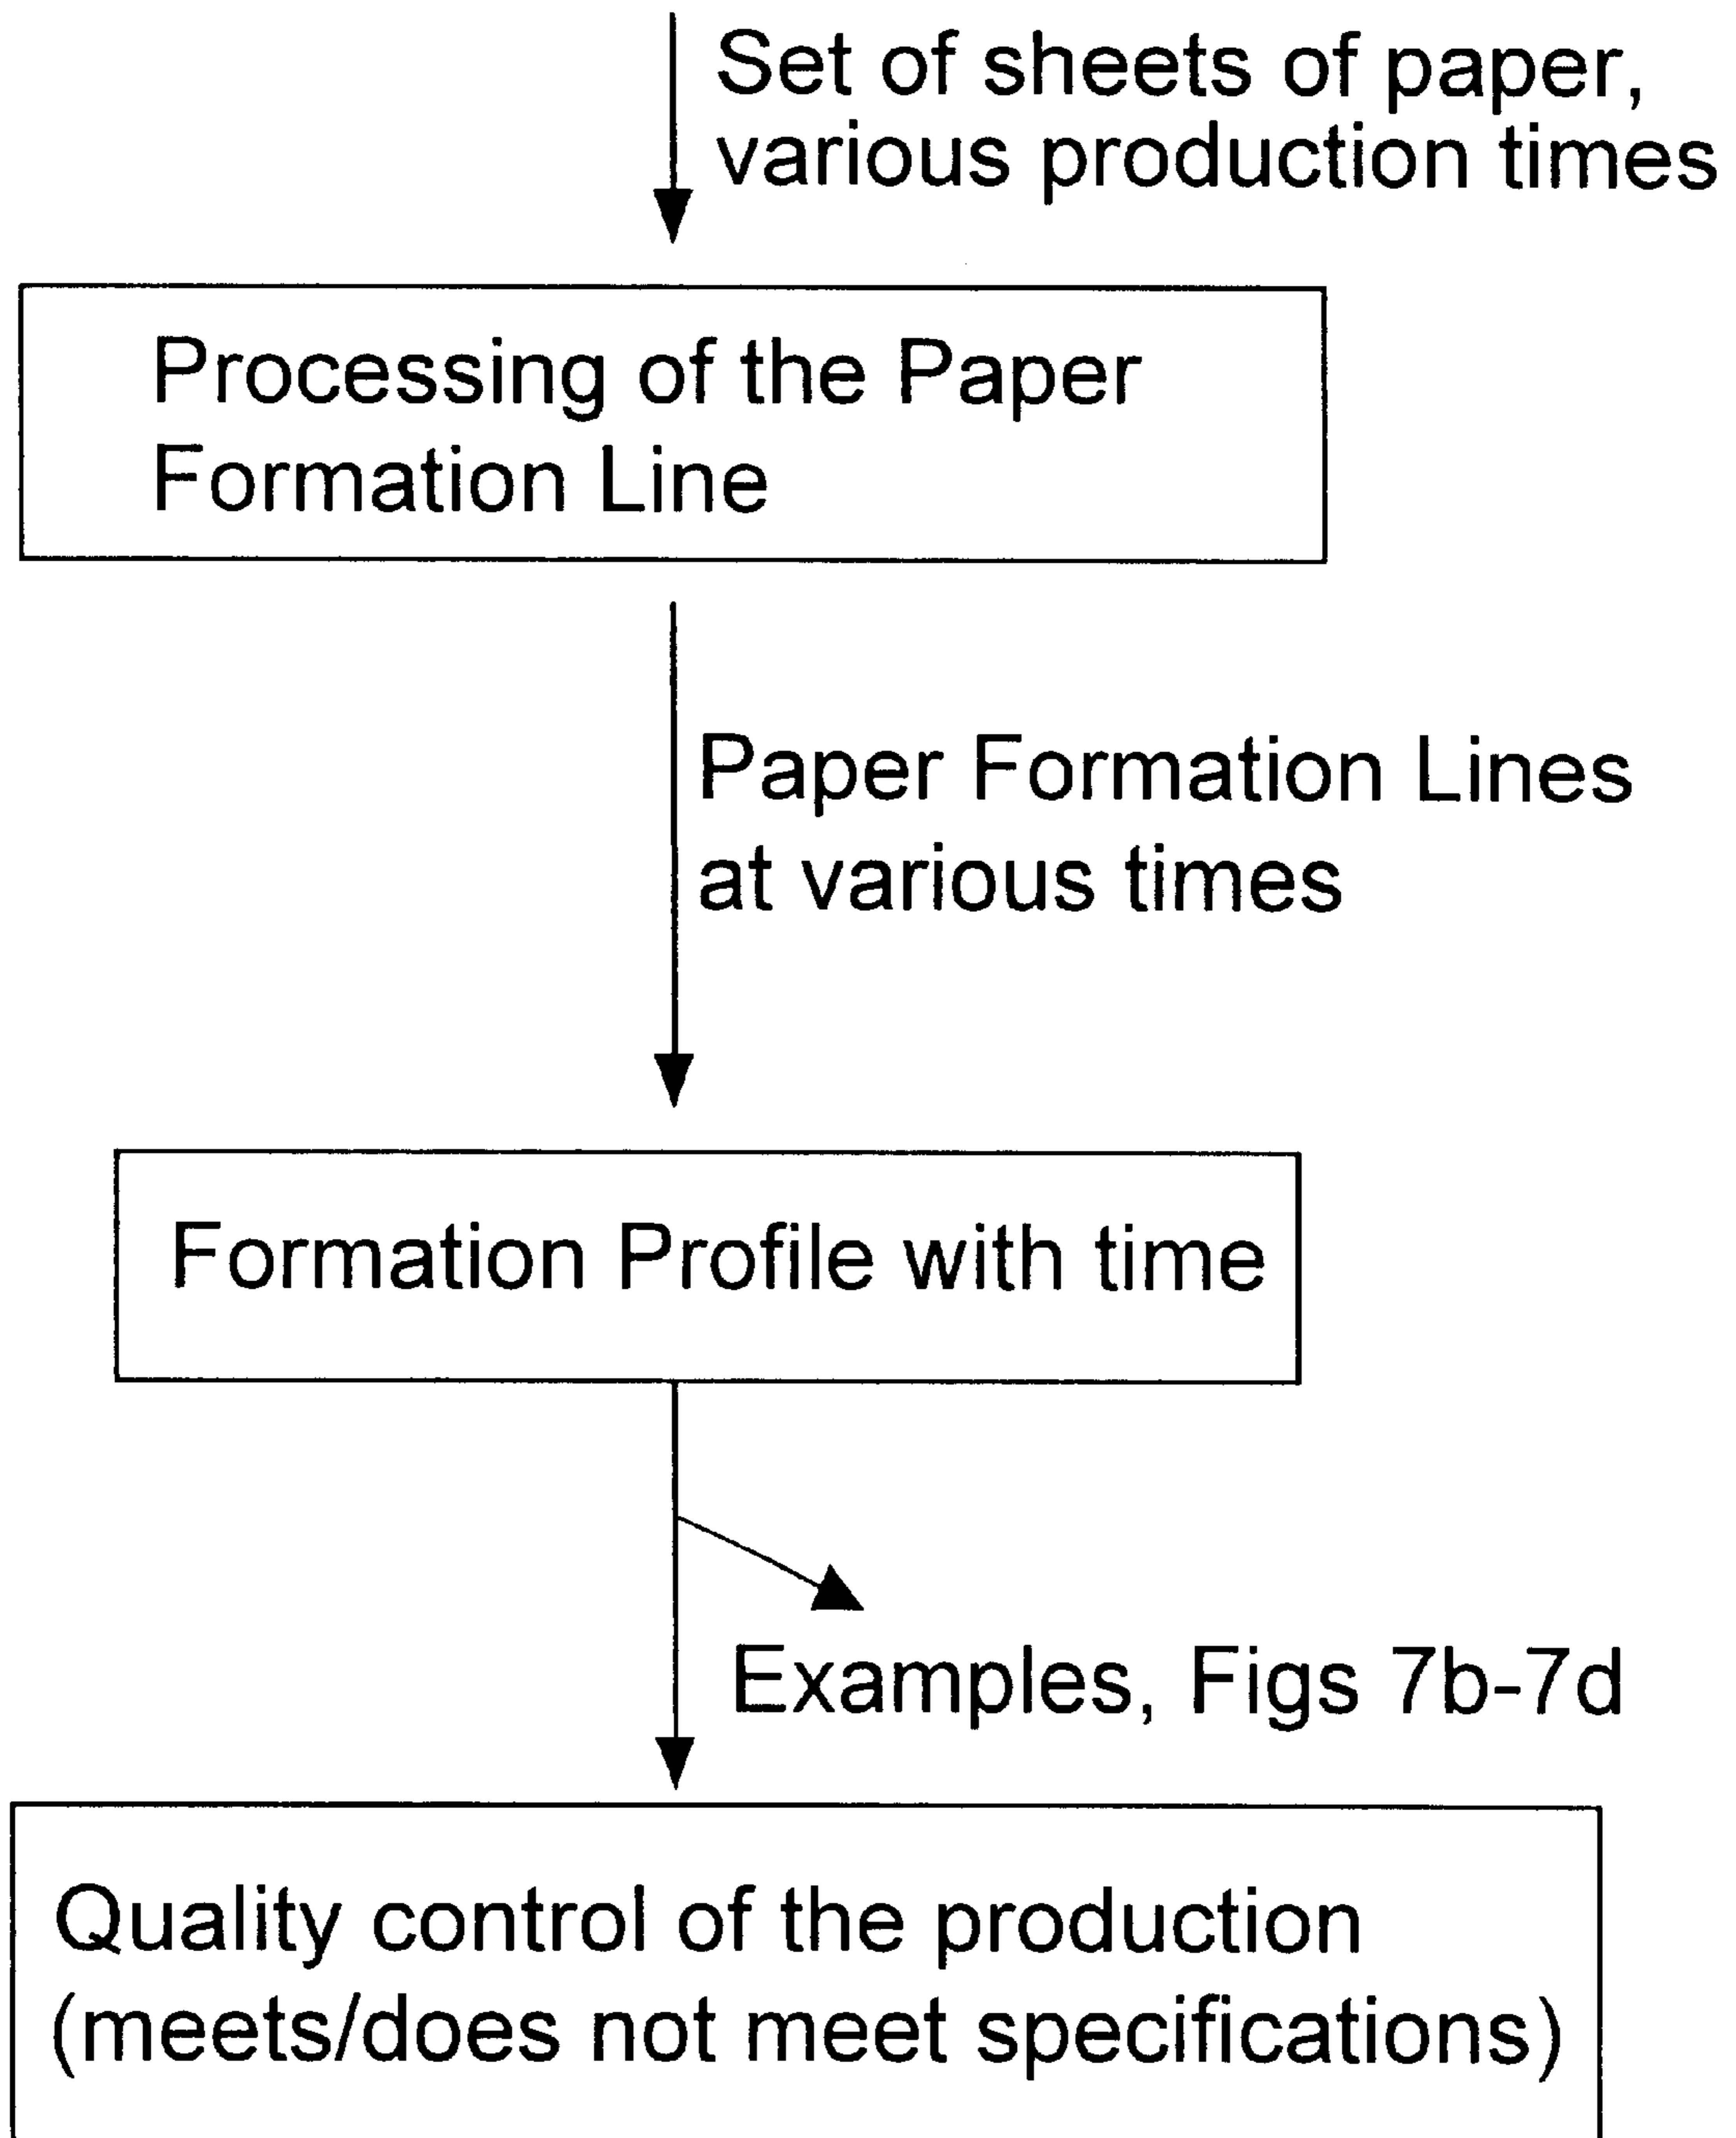 Set of sheets of paper,
various production times
Processing of the Paper
Formation Line
Paper Formation Lines
at various times
Formation Profile with time
Examples, Figs 7b-7d
Quality control of the production
(meets/does not meet specifications)